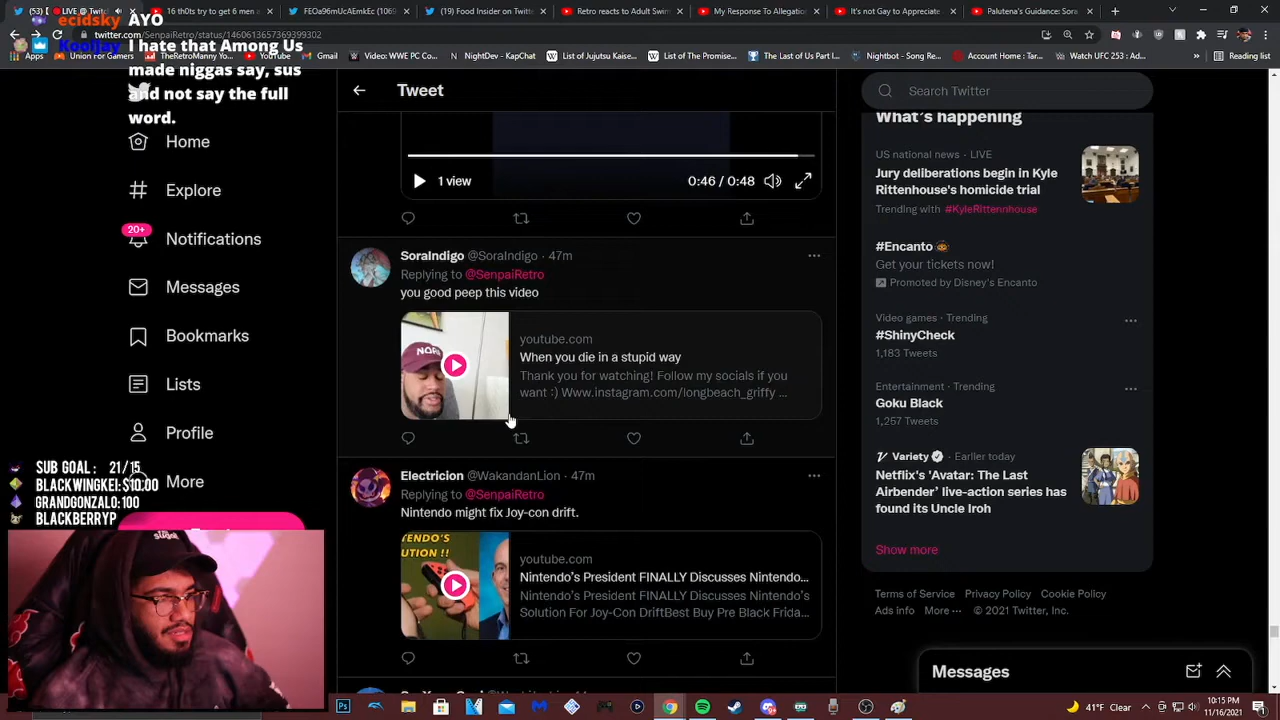 16 th0ts try to get 6 men a
FEOa96mUcAEmkEc (1069
(19) (Food Insider on Twitte
Retro reacts to Adult Swim
My Response To Allegatio
It's not Gay to Appreciate
Palutena's Guidance: Sora
twitter.com/SenpaiRetro/status/1460613657369399302
Apps
Union For Gamers
TheRetroManny Yo...
YouTube
Maps
Gmail
Video: WWE PC Co...
NetDev - KapChat
List of Jujutsu Kaise...
List of The Promise...
The Last of Us Part...
Nightbot - Song Re...
Account Home : Tar...
Watch UFC 253 : Ad...
»
Reading list
ecidsky AYO
KoolJay I hate that Among Us
made niggas say, sus
and not say the full
word.
Home
Explore
20+
Notifications
Messages
Bookmarks
Lists
Profile
More
SUB GOAL : 21/15
BLACKWINGKEI: $10.00
GRANDGONZALO: 100
BLACKBERRYP
Tweet
1 view
0:46 / 0:48
SoraIndigo @SoraIndigo · 47m
Replying to @SenpaiRetro
you good peep this video
youtube.com
When you die in a stupid way
Thank you for watching! Follow my socials if you
want :) Www.instagram.com/longbeach_griffy ...
Electricion @WakandanLion · 47m
Replying to @SenpaiRetro
Nintendo might fix Joy-con drift.
youtube.com
Nintendo's President FINALLY Discusses Nintendo...
Nintendo's President FINALLY Discusses Nintendo's
Solution For Joy-Con DriftBest Buy Pre Black Frida...
Search Twitter
What's happening
US national news · LIVE
Jury deliberations begin in Kyle
Rittenhouse's homicide trial
Trending with #KyleRittennhouse
#Encanto
Get your tickets now!
Promoted by Disney's Encanto
Video games · Trending
#ShinyCheck
1,183 Tweets
Entertainment · Trending
Goku Black
1,257 Tweets
Variety · Earlier today
Netflix's 'Avatar: The Last
Airbender' live-action series has
found its Uncle Iroh
Show more
Terms of Service Privacy Policy Cookie Policy
Ads info More ··· © 2021 Twitter, Inc.
Messages
41°F Clear
10:15 PM
11/16/2021